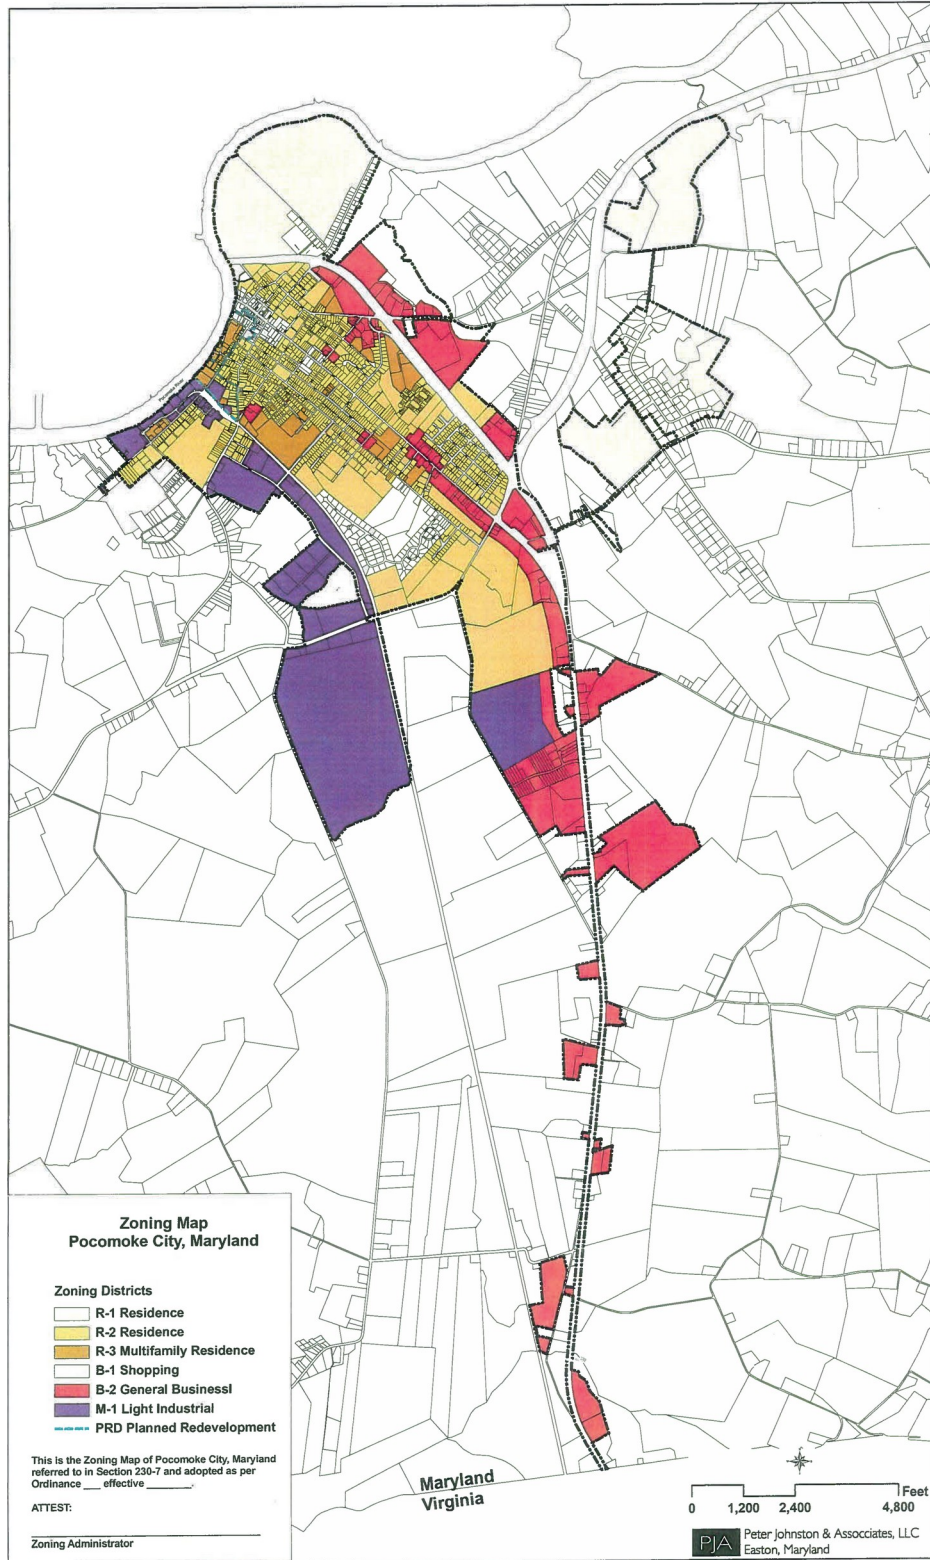 Pocomoke River
Zoning Map
Pocomoke City, Maryland
Zoning Districts
R-1 Residence
R-2 Residence
R-3 Multifamily Residence
B-1 Shopping
B-2 General Businessl
M-1 Light Industrial
PRD Planned Redevelopment
This is the Zoning Map of Pocomoke City, Maryland
referred to in Section 230-7 and adopted as per
Ordinance ___ effective ________.
ATTEST:
Zoning Administrator
Maryland
Virginia
Feet
0 1,200 2,400 4,800
PJA
Peter Johnston & Assocciates, LLC
Easton, Maryland